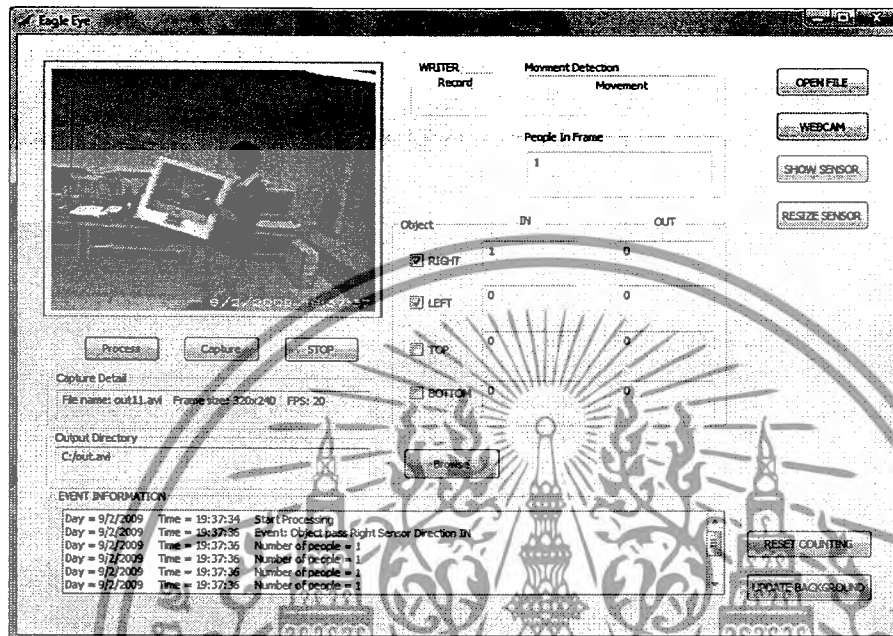 Eagle Eye
WRITER
Record
Movment Detection
Movement
OPEN FILE
WEBCAM
People In Frame
1
SHOW SENSOR
RESIZE SENSOR
Object IN OUT
RIGHT 1 0
LEFT 0 0
TOP 0 0
BOTTOM 0 0
9/2/2009
Process Capture STOP
Capture Detail
File name: out11.avi Frame size: 320x240 FPS: 20
Output Directory
C:/out.avi
Browse
EVENT INFORMATION
Day = 9/2/2009 Time = 19:37:34 Start Processing
Day = 9/2/2009 Time = 19:37:36 Event: Object pass Right Sensor Direction IN
Day = 9/2/2009 Time = 19:37:36 Number of people = 1
Day = 9/2/2009 Time = 19:37:36 Number of people = 1
Day = 9/2/2009 Time = 19:37:36 Number of people = 1
Day = 9/2/2009 Time = 19:37:36 Number of people = 1
RESET COUNTING
UPDATE BACKGROUND